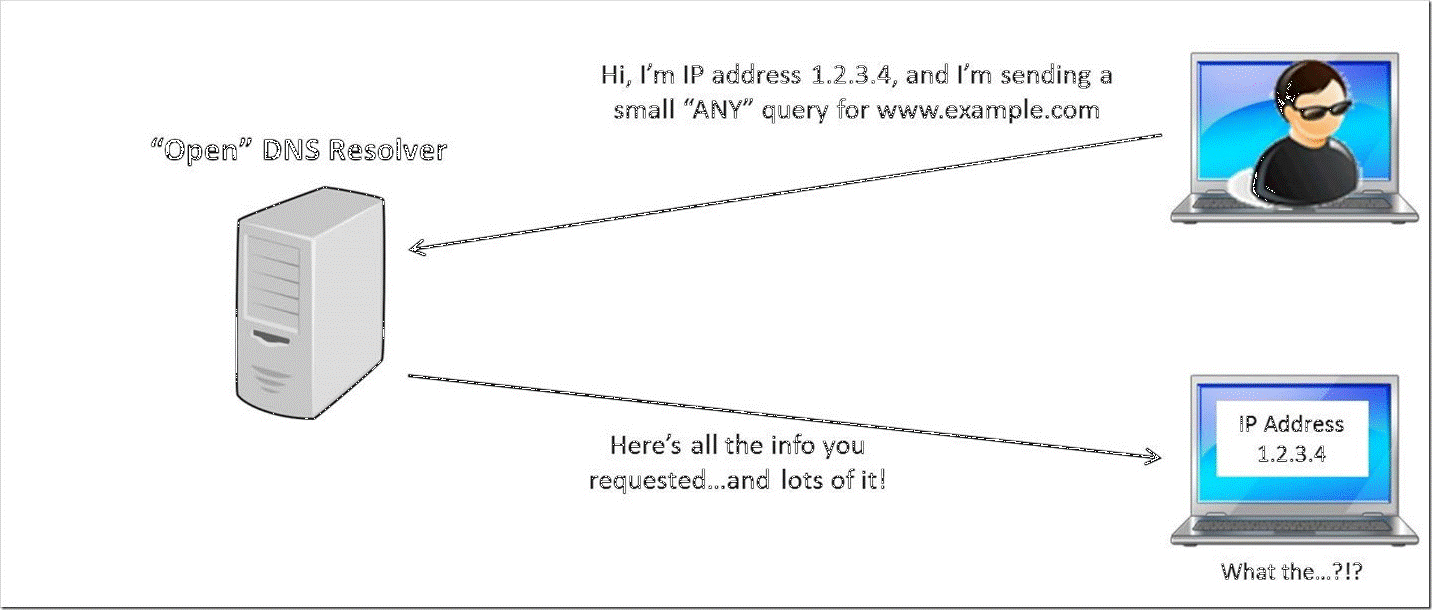 Hi, I’m IP address 1.2.3.4, and I’m sending a
small “ANY” query for www.example.com
“Open” DNS Resolver
IP Address
1.2.3.4
Here’s all the info you
requested...and lots of it!
What the...?!?